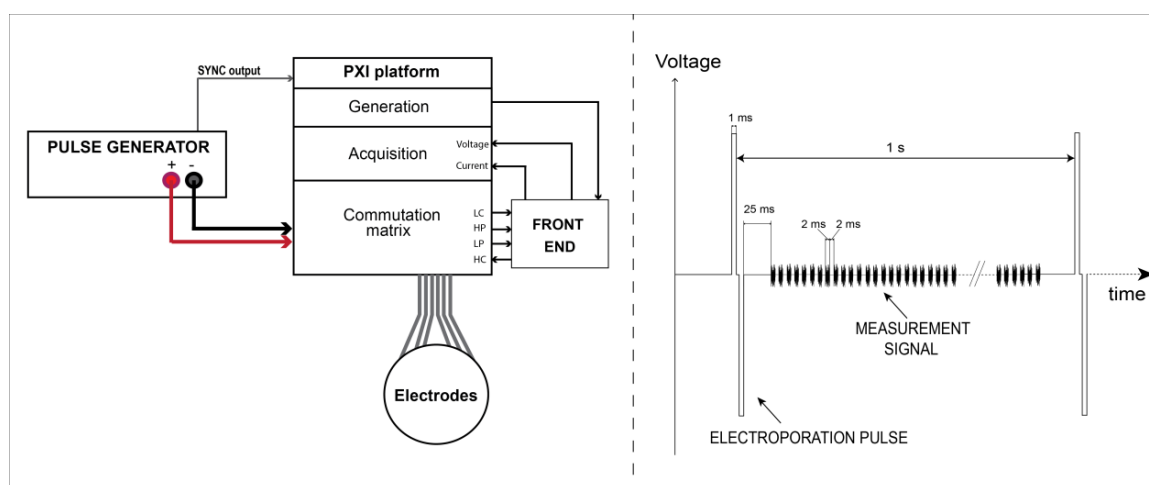 SYNC output
PXI platform
Generation
PULSE GENERATOR
+ -
Acquisition
Voltage
Current
Commutation
matrix
LC
HP
LP
HC
FRONT
END
Electrodes
Voltage
1 ms
1 s
25 ms
2 ms 2 ms
time
MEASUREMENT
SIGNAL
ELECTROPORATION PULSE